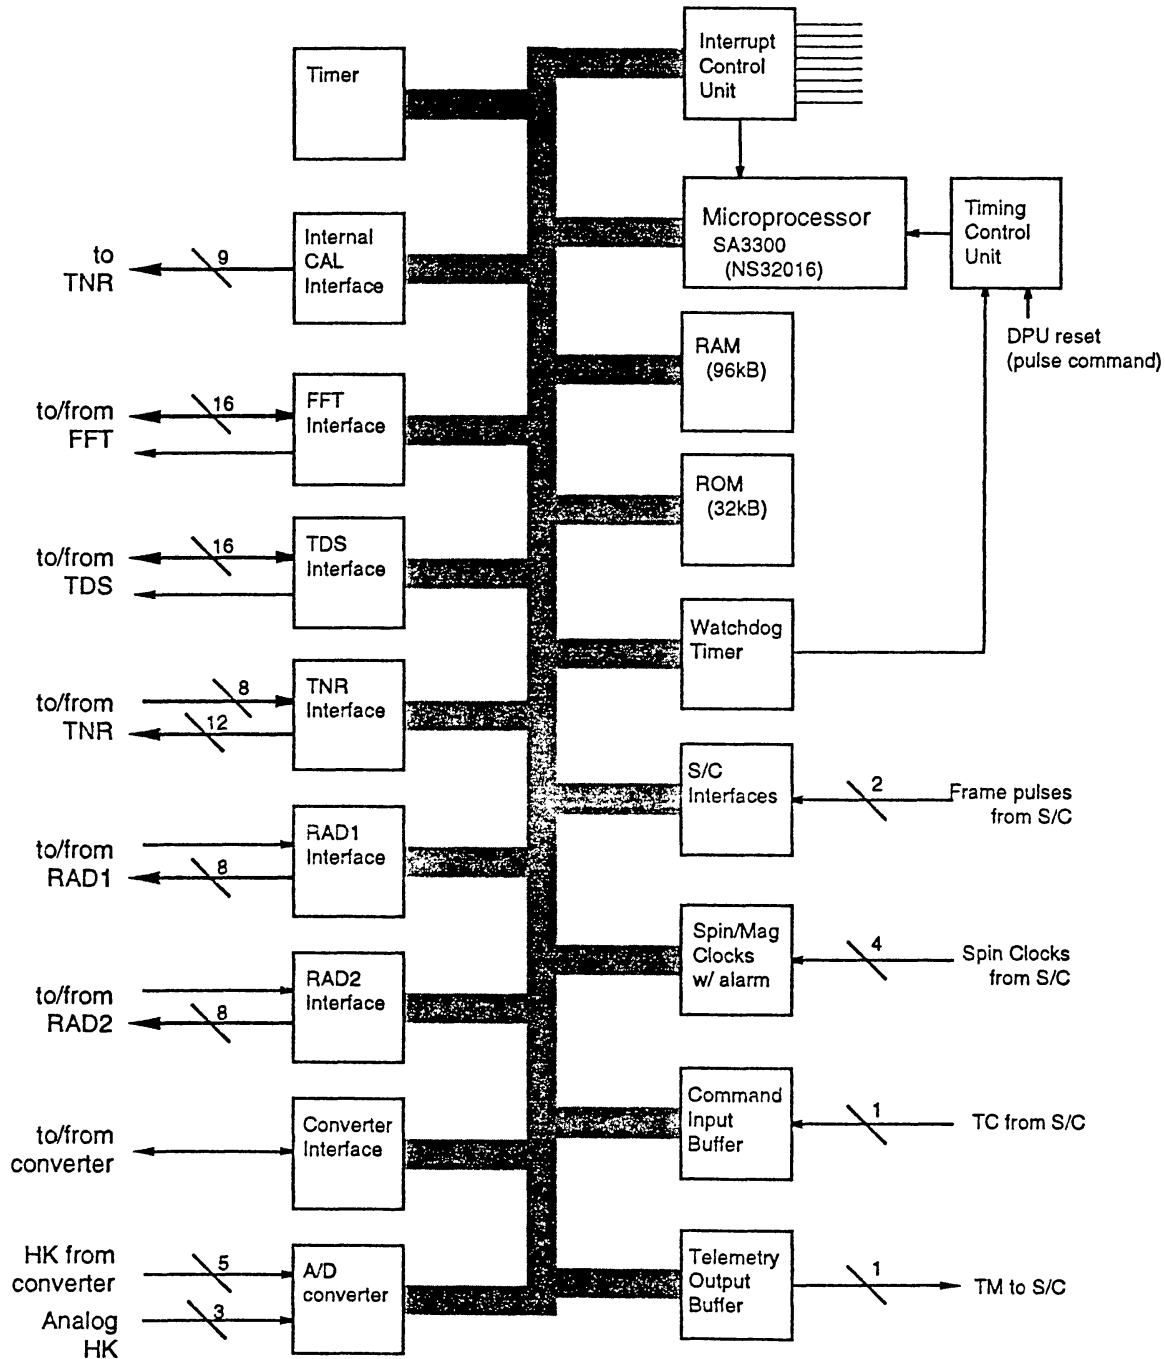 Timer
Interrupt
Control
Unit
Microprocessor
SA3300
(NS32016)
Timing
Control
Unit
DPU reset
(pulse command)
to
TNR
9
Internal
CAL
Interface
RAM
(96kB)
to/from
FFT
16
FFT
Interface
ROM
(32kB)
to/from
TDS
16
TDS
Interface
Watchdog
Timer
to/from
TNR
8
12
TNR
Interface
S/C
Interfaces
2
Frame pulses
from S/C
to/from
RAD1
8
RAD1
Interface
Spin/Mag
Clocks
w/ alarm
4
Spin Clocks
from S/C
to/from
RAD2
8
RAD2
Interface
Command
Input
Buffer
1
TC from S/C
to/from
converter
Converter
Interface
HK from
converter
5
Analog
HK
3
A/D
converter
Telemetry
Output
Buffer
1
TM to S/C